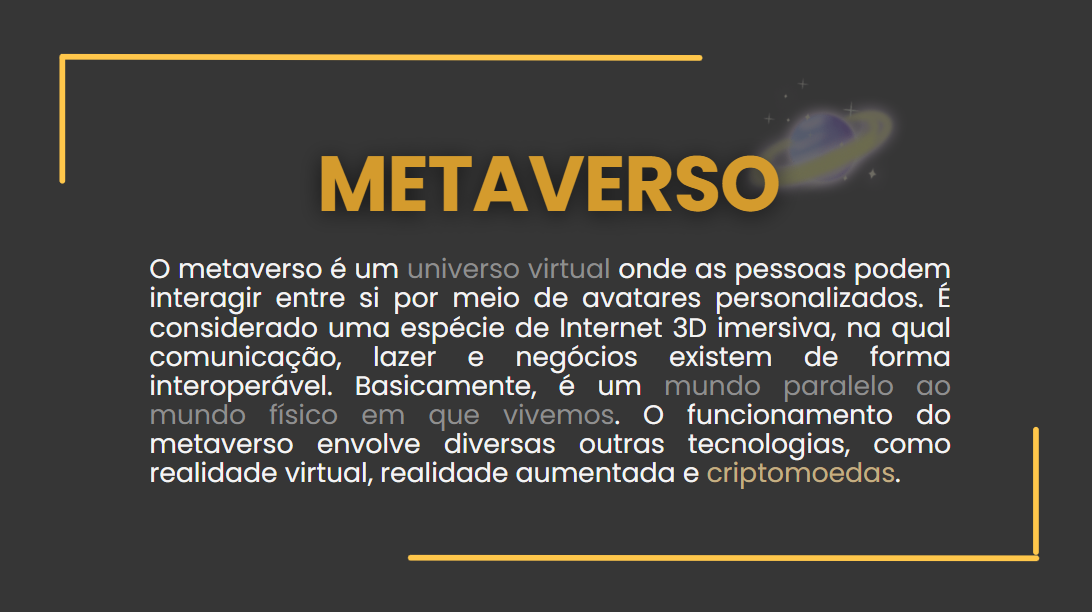 METAVERSO
O metaverso é um universo virtual onde as pessoas podem
interagir entre si por meio de avatares personalizados. É
considerado uma espécie de Internet 3D imersiva, na qual
comunicação, lazer e negócios existem de forma
interoperável. Basicamente, é um mundo paralelo ao
mundo físico em que vivemos. O funcionamento do
metaverso envolve diversas outras tecnologias, como
realidade virtual, realidade aumentada e criptomoedas.